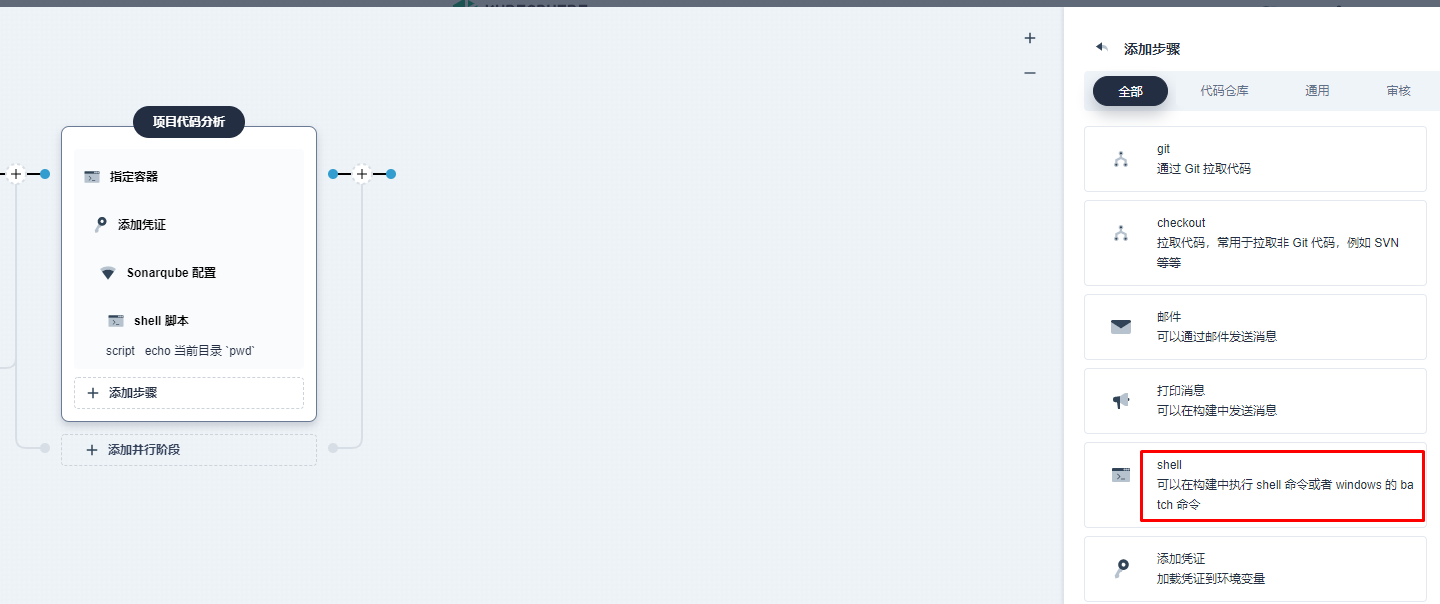 项目代码分析
指定容器
添加凭证
Sonarqube 配置
shell 脚本
script echo 当前目录 `pwd`
添加步骤
添加并行阶段
添加步骤
全部 代码仓库 通用 审核
git
通过 Git 拉取代码
checkout
拉取代码，常用于拉取非 Git 代码，例如 SVN
等等
邮件
可以通过邮件发送消息
打印消息
可以在构建中发送消息
shell
可以在构建中执行 shell 命令或者 windows 的 ba
tch 命令
添加凭证
加载凭证到环境变量